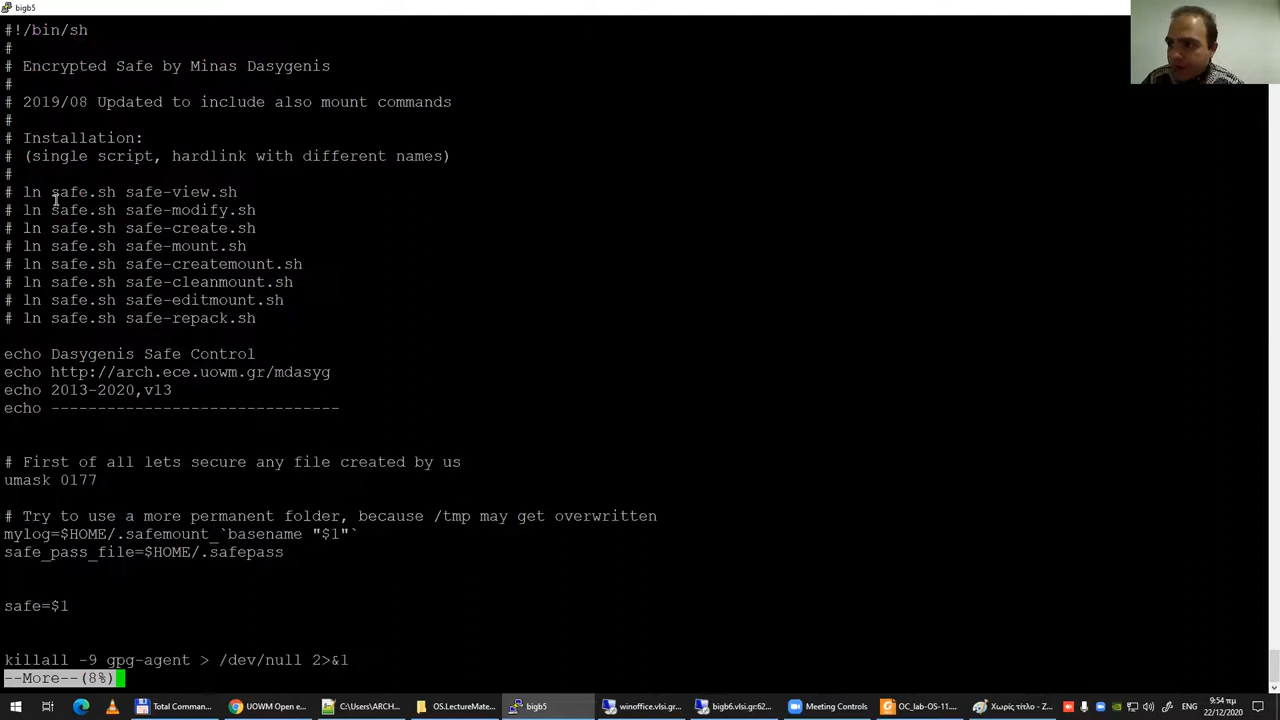 bigb5
#!/bin/sh
#
# Encrypted Safe by Minas Dasygenis
#
# 2019/08 Updated to include also mount commands
#
# Installation:
# (single script, hardlink with different names)
#
# ln safe.sh safe-view.sh
# ln safe.sh safe-modify.sh
# ln safe.sh safe-create.sh
# ln safe.sh safe-mount.sh
# ln safe.sh safe-createmount.sh
# ln safe.sh safe-cleanmount.sh
# ln safe.sh safe-editmount.sh
# ln safe.sh safe-repack.sh
echo Dasygenis Safe Control
echo http://arch.ece.uowm.gr/mdasyg
echo 2013-2020,v13
echo -------------------------------
# First of all lets secure any file created by us
umask 0177
# Try to use a more permanent folder, because /tmp may get overwritten
mylog=$HOME/.safemount_`basename "$1"`
safe_pass_file=$HOME/.safepass
safe=$1
killall -9 gpg-agent > /dev/null 2>&1
--More--(8%)
Total Comman... UOWM Open e... C:\Users\ARCH... OS.LectureMate... bigb5 winoffice.vlsi.gr... bigb6.vlsi.gr:62... Meeting Controls OC_lab-OS-11.... Χωρίς τίτλο - Ζ... ENG 9:54 πμ
22/12/2020